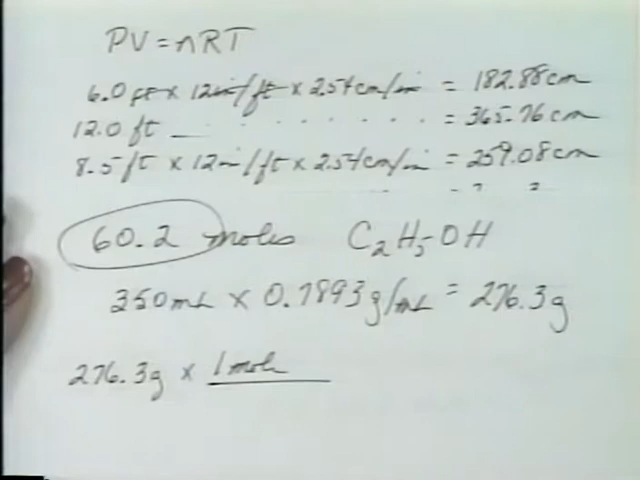 PV = nRT
6.0 ft x 12 in/ft x 2.54 cm/in = 182.88 cm
12.0 ft _ . . . . . . . . = 365.76 cm
8.5 ft x 12 in/ft x 2.54 cm/in = 259.08 cm
60.2 moles C₂H₅OH
350 mL x 0.7893 g/mL = 276.3 g
276.3 g x 1 mole